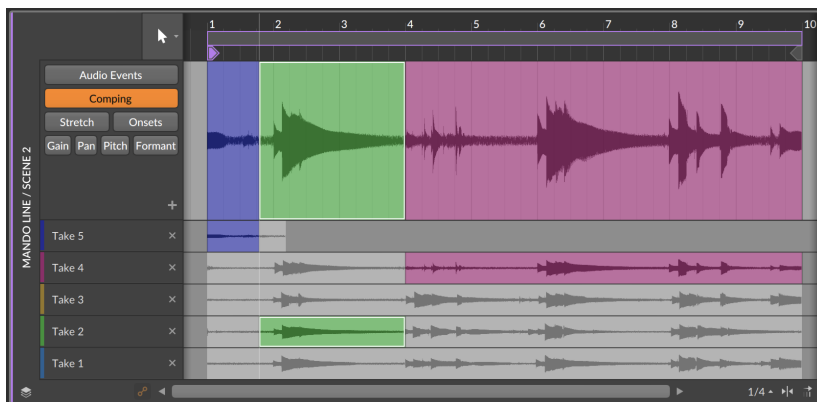 1 2 3 4 5 6 7 8 9 10
Audio Events
Comping
Stretch Onsets
Gain Pan Pitch Formant
+
MANDO LINE / SCENE 2
Take 5 ×
Take 4 ×
Take 3 ×
Take 2 ×
Take 1 ×
1/4